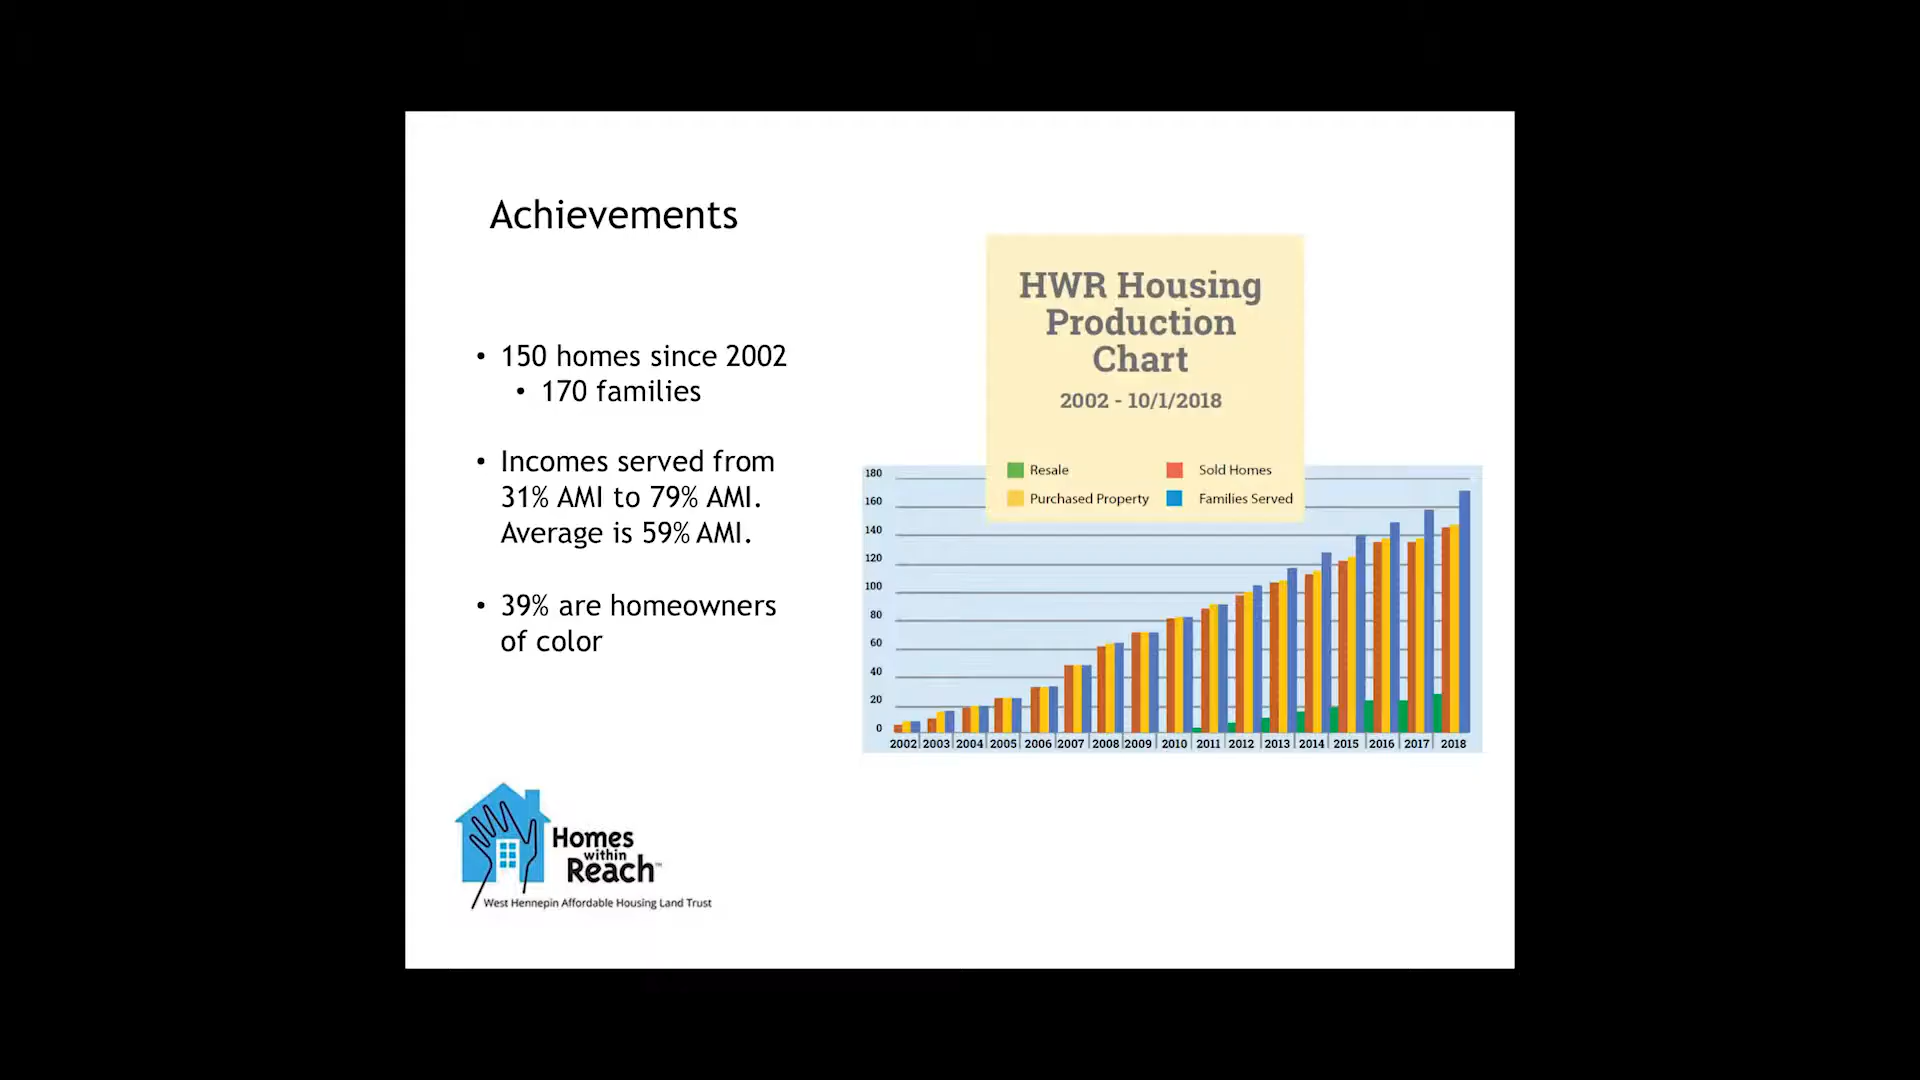 Achievements
• 150 homes since 2002
• 170 families
• Incomes served from
31% AMI to 79% AMI.
Average is 59% AMI.
• 39% are homeowners
of color
HWR Housing
Production
Chart
2002 - 10/1/2018
Resale
Sold Homes
Purchased Property
Families Served
180
160
140
120
100
80
60
40
20
0
2002 2003 2004 2005 2006 2007 2008 2009 2010 2011 2012 2013 2014 2015 2016 2017 2018
Homes
within
Reach™
West Hennepin Affordable Housing Land Trust